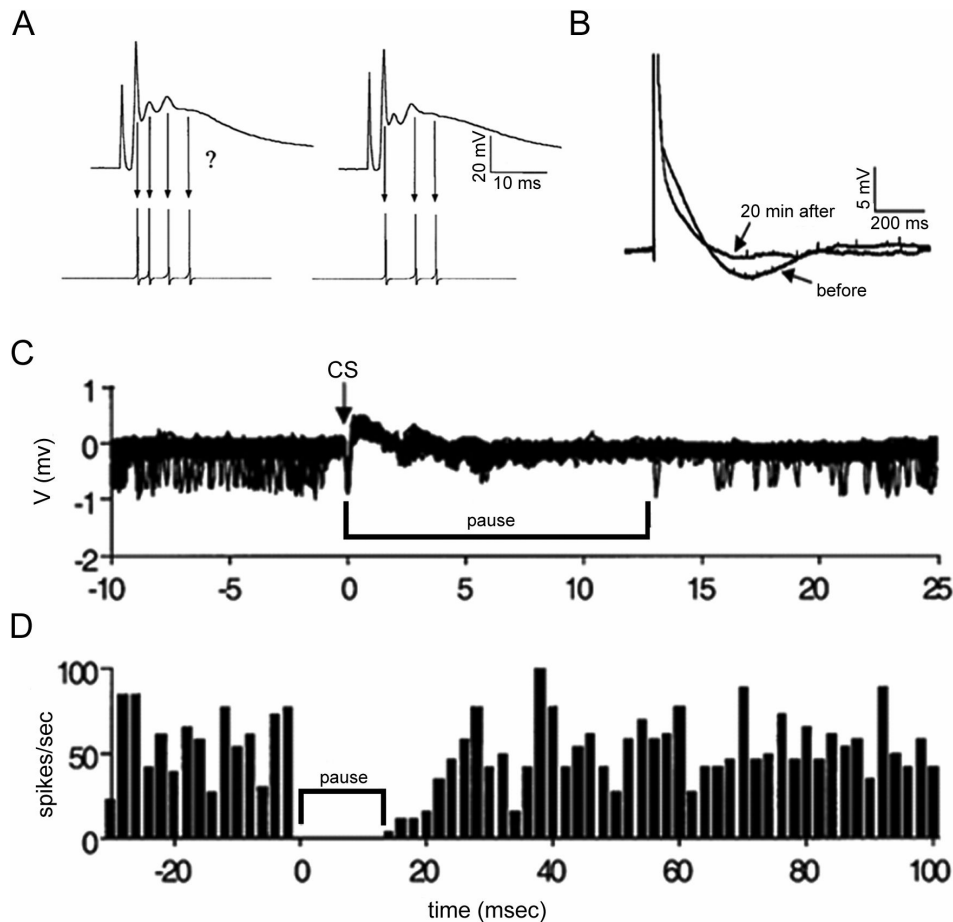 A
B
?
20 mV
10 ms
20 min after
before
5 mV
200 ms
C
CS
V (mv)
1
0
-1
-2
pause
-10 -5 0 5 10 15 20 25
D
spikes/sec
100
50
0
pause
-20 0 20 40 60 80 100
time (msec)